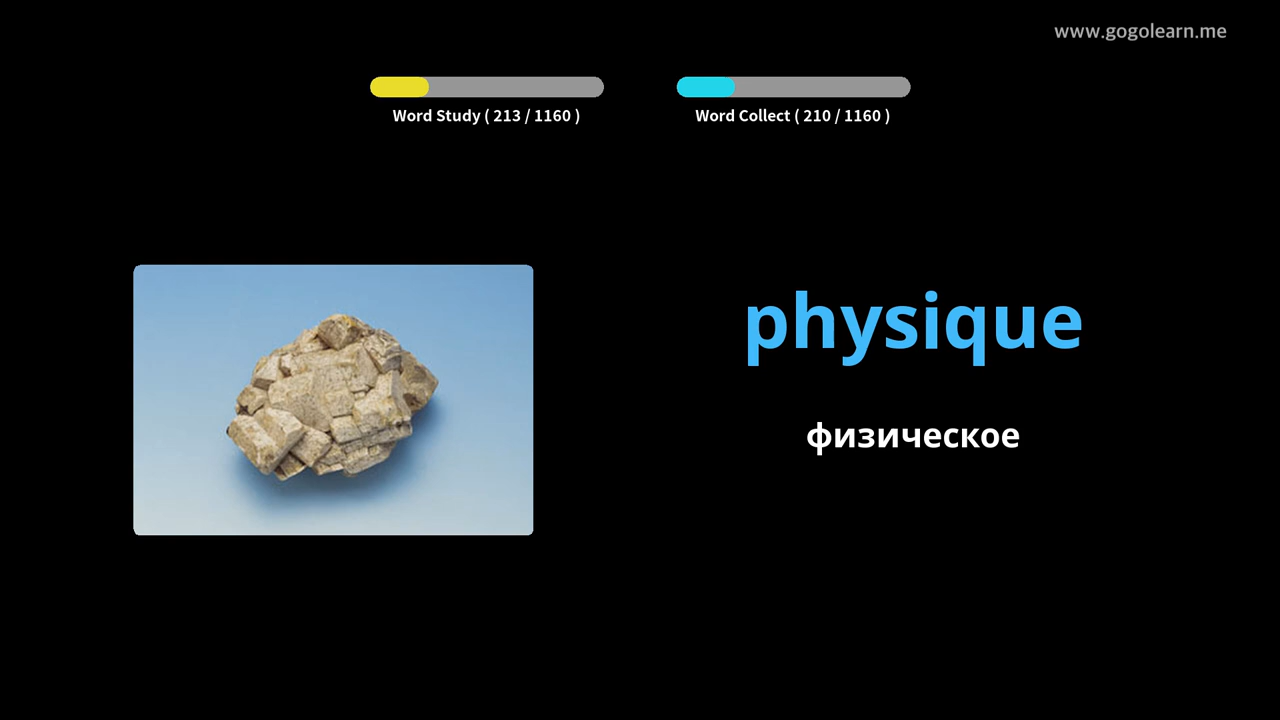 www.gogolearn.me
Word Study ( 213 / 1160 )
Word Collect ( 210 / 1160 )
physique
физическое